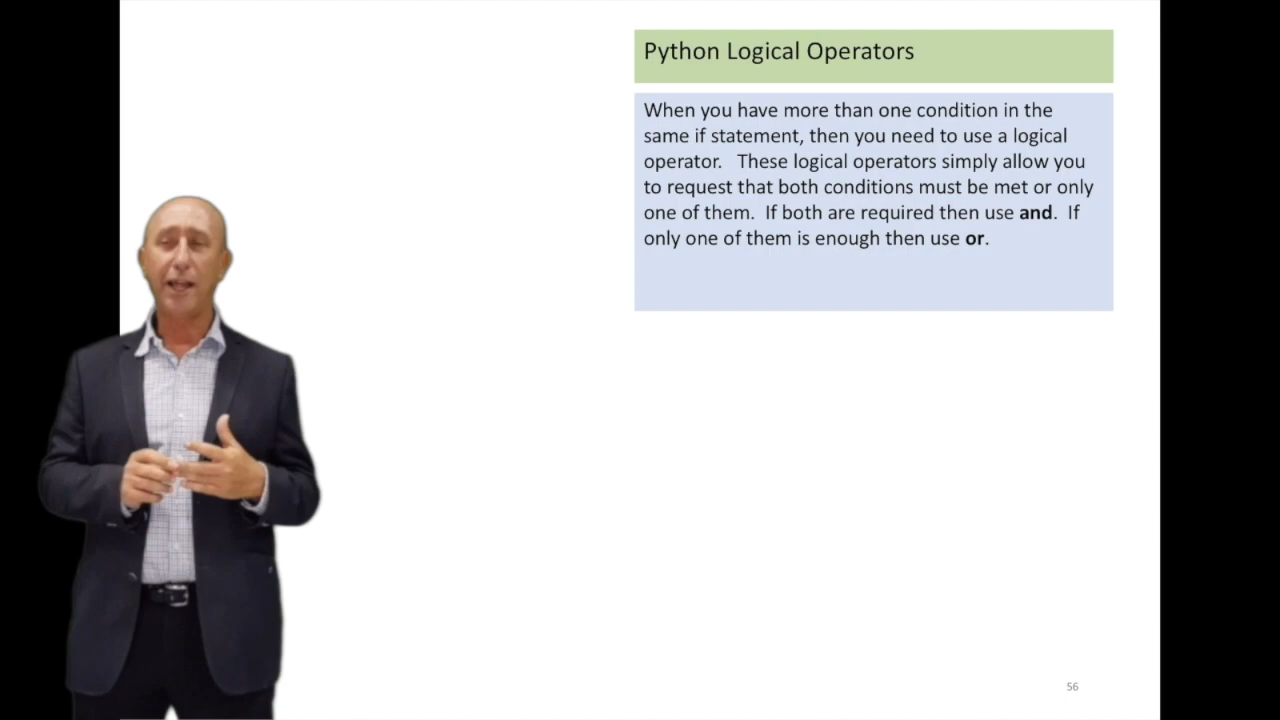 Python Logical Operators
When you have more than one condition in the
same if statement, then you need to use a logical
operator.   These logical operators simply allow you
to request that both conditions must be met or only
one of them.  If both are required then use and.  If
only one of them is enough then use or.
56